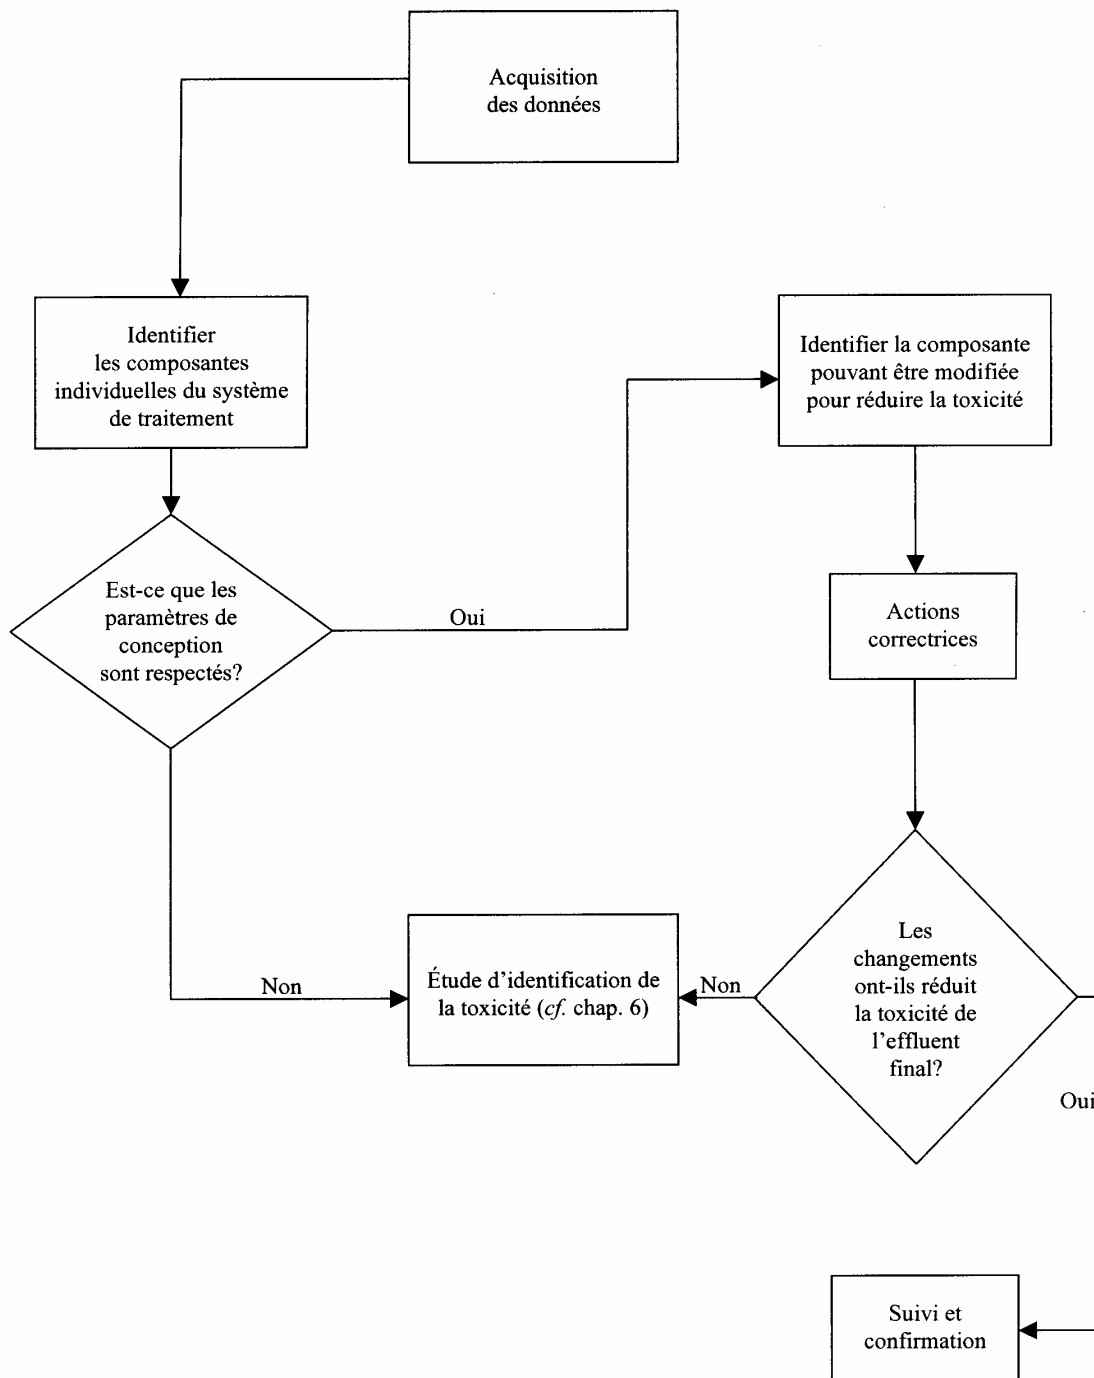 Acquisition
des données
Identifier
les composantes
individuelles du système
de traitement
Identifier la composante
pouvant être modifiée
pour réduire la toxicité
Est-ce que les
paramètres de
conception
sont respectés?
Oui
Actions
correctrices
Non
Étude d'identification de
la toxicité (cf. chap. 6)
Non
Les
changements
ont-ils réduit
la toxicité de
l'effluent
final?
Oui
Suivi et
confirmation